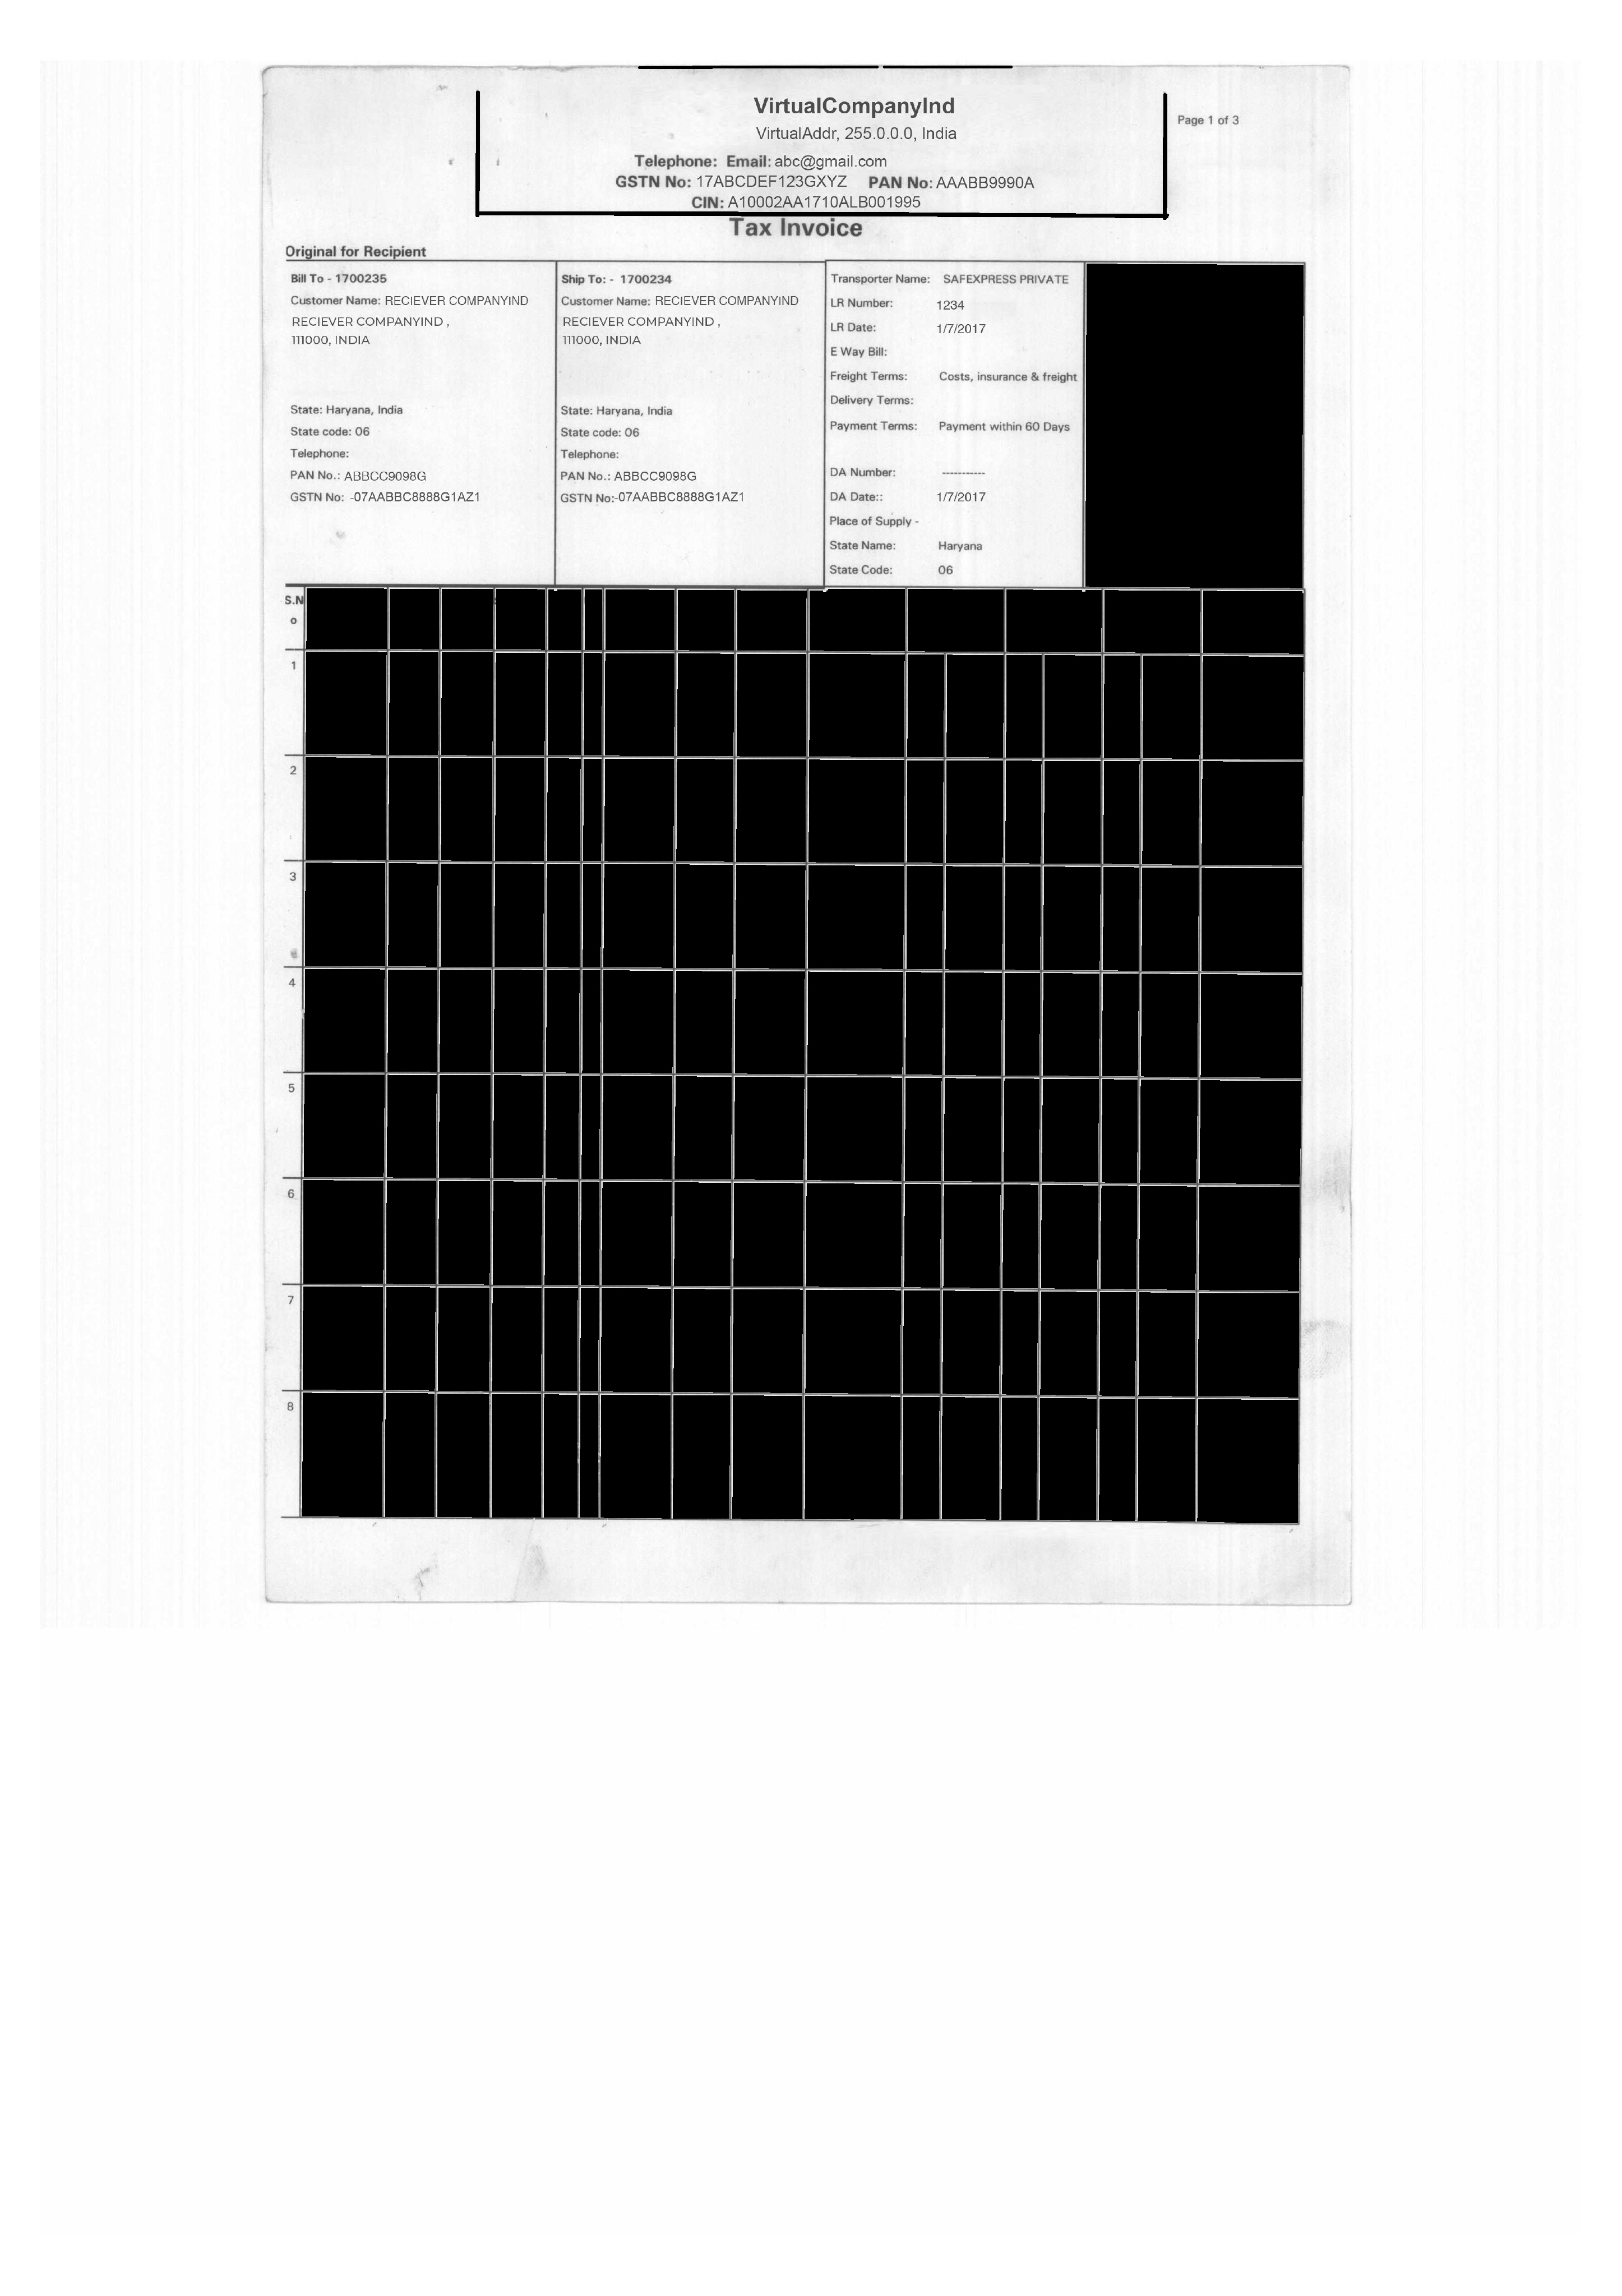 VirtualCompanyInd
VirtualAddr, 255.0.0.0, India
Page 1 of 3
Telephone: Email: abc@gmail.com
GSTN No: 17ABCDEF123GXYZ PAN No: AAABB9990A
CIN: A10002AA1710ALB001995
Tax Invoice
Original for Recipient
Bill To - 1700235
Customer Name: RECIEVER COMPANYIND
RECIEVER COMPANYIND ,
111000, INDIA
State: Haryana, India
State code: 06
Telephone:
PAN No.: ABBCC9098G
GSTN No: -07AABBC8888G1AZ1
Ship To: - 1700234
Customer Name: RECIEVER COMPANYIND
RECIEVER COMPANYIND ,
111000, INDIA
State: Haryana, India
State code: 06
Telephone:
PAN No.: ABBCC9098G
GSTN No:-07AABBC8888G1AZ1
Transporter Name: SAFEXPRESS PRIVATE
LR Number: 1234
LR Date: 1/7/2017
E Way Bill:
Freight Terms: Costs, insurance & freight
Delivery Terms:
Payment Terms: Payment within 60 Days
DA Number: -----------
DA Date:: 1/7/2017
Place of Supply -
State Name: Haryana
State Code: 06
S.N
o
1
2
3
4
5
6
7
8